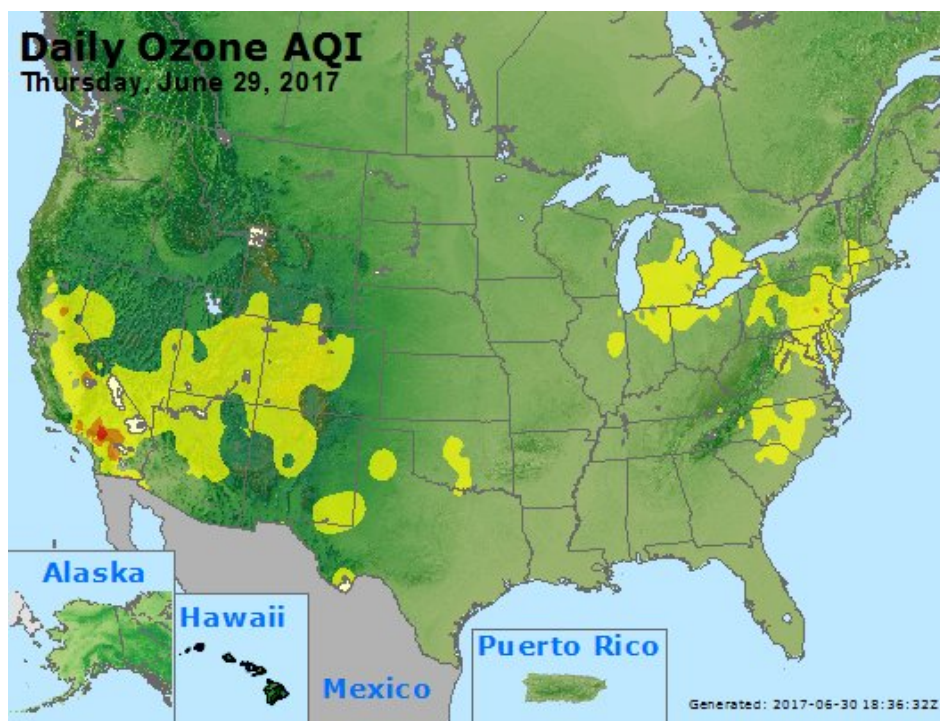 Daily Ozone AQI
Thursday, June 29, 2017
Alaska
Hawaii
Mexico
Puerto Rico
Generated: 2017-06-30 18:36:32Z